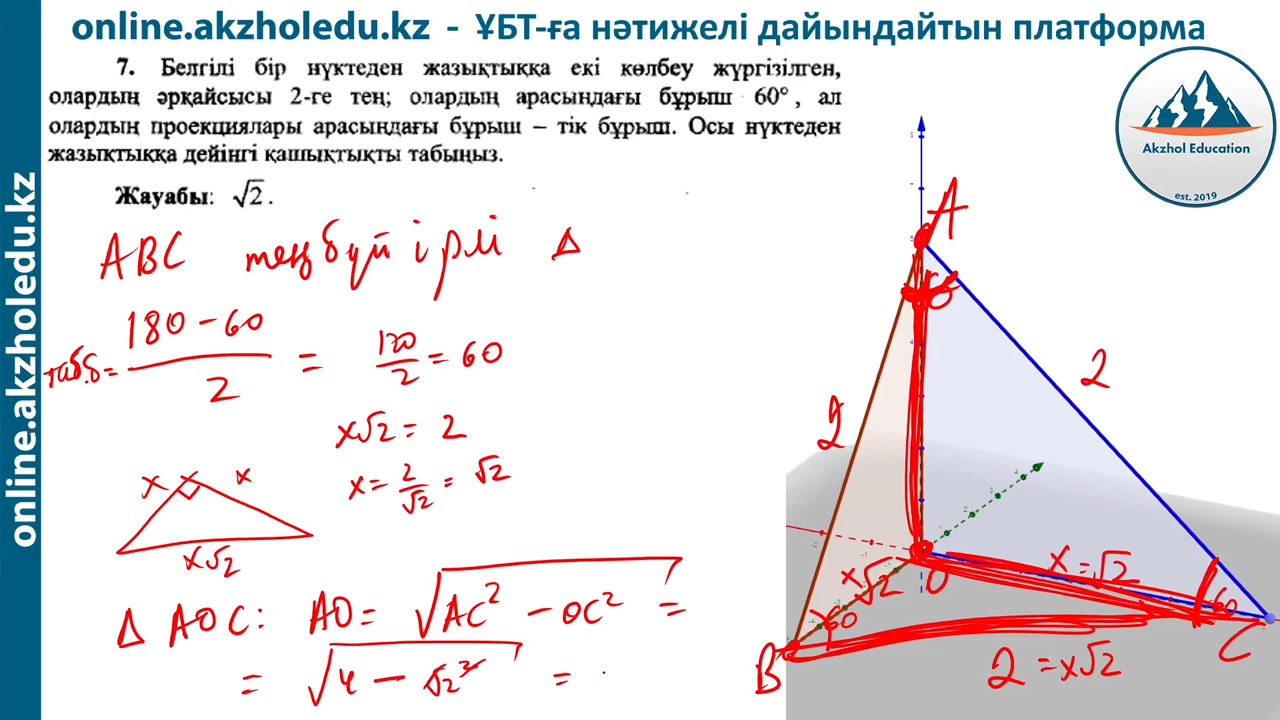 online.akzholedu.kz - ҰБТ-ға нәтижелі дайындайтын платформа
online.akzholedu.kz
7. Белгілі бір нүктеден жазықтыққа екі көлбеу жүргізілген,
олардың әрқайсысы 2-ге тең; олардың арасындағы бұрыш 60°, ал
олардың проекциялары арасындағы бұрыш – тік бұрыш. Осы нүктеден
жазықтыққа дейінгі қашықтықты табыңыз.
Жауабы: √2.
Akzhol Education
est. 2019
ABC теңбүйірлі Δ
таб.б = (180 - 60)/2 = 120/2 = 60
x√2 = 2
x = 2/√2 = √2
x x
x√2
Δ AOC: AO = √(AC² - OC²) =
= √(4 - √2²) =
A
2
2
O
x = √2
x√2
60
60
B
C
2 = x√2